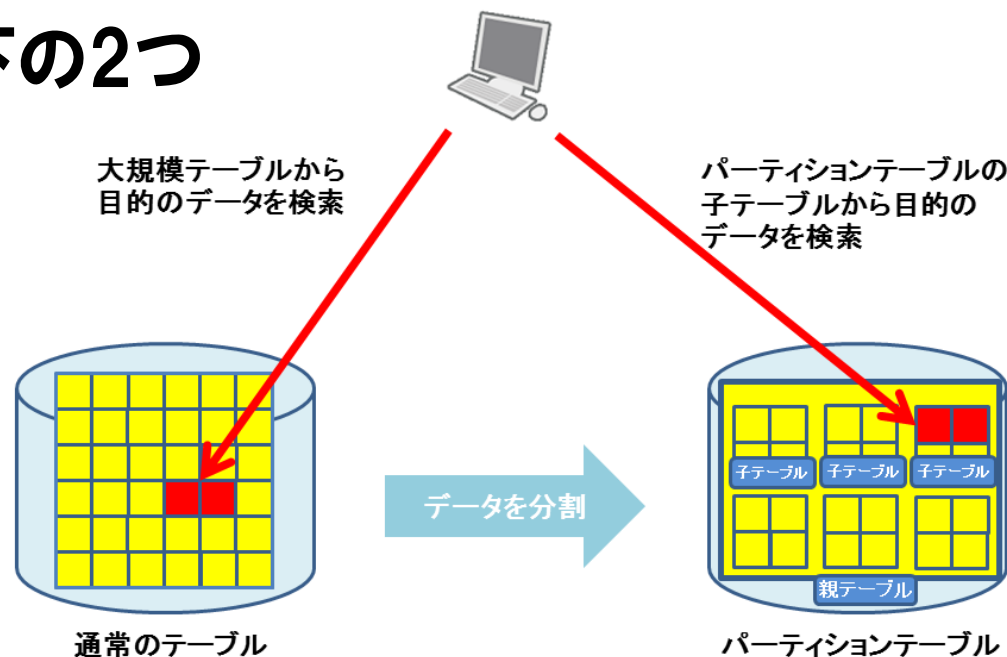 下の2つ
大規模テーブルから
目的のデータを検索
パーティションテーブルの
子テーブルから目的の
データを検索
データを分割
子テーブル
子テーブル
子テーブル
親テーブル
通常のテーブル
パーティションテーブル